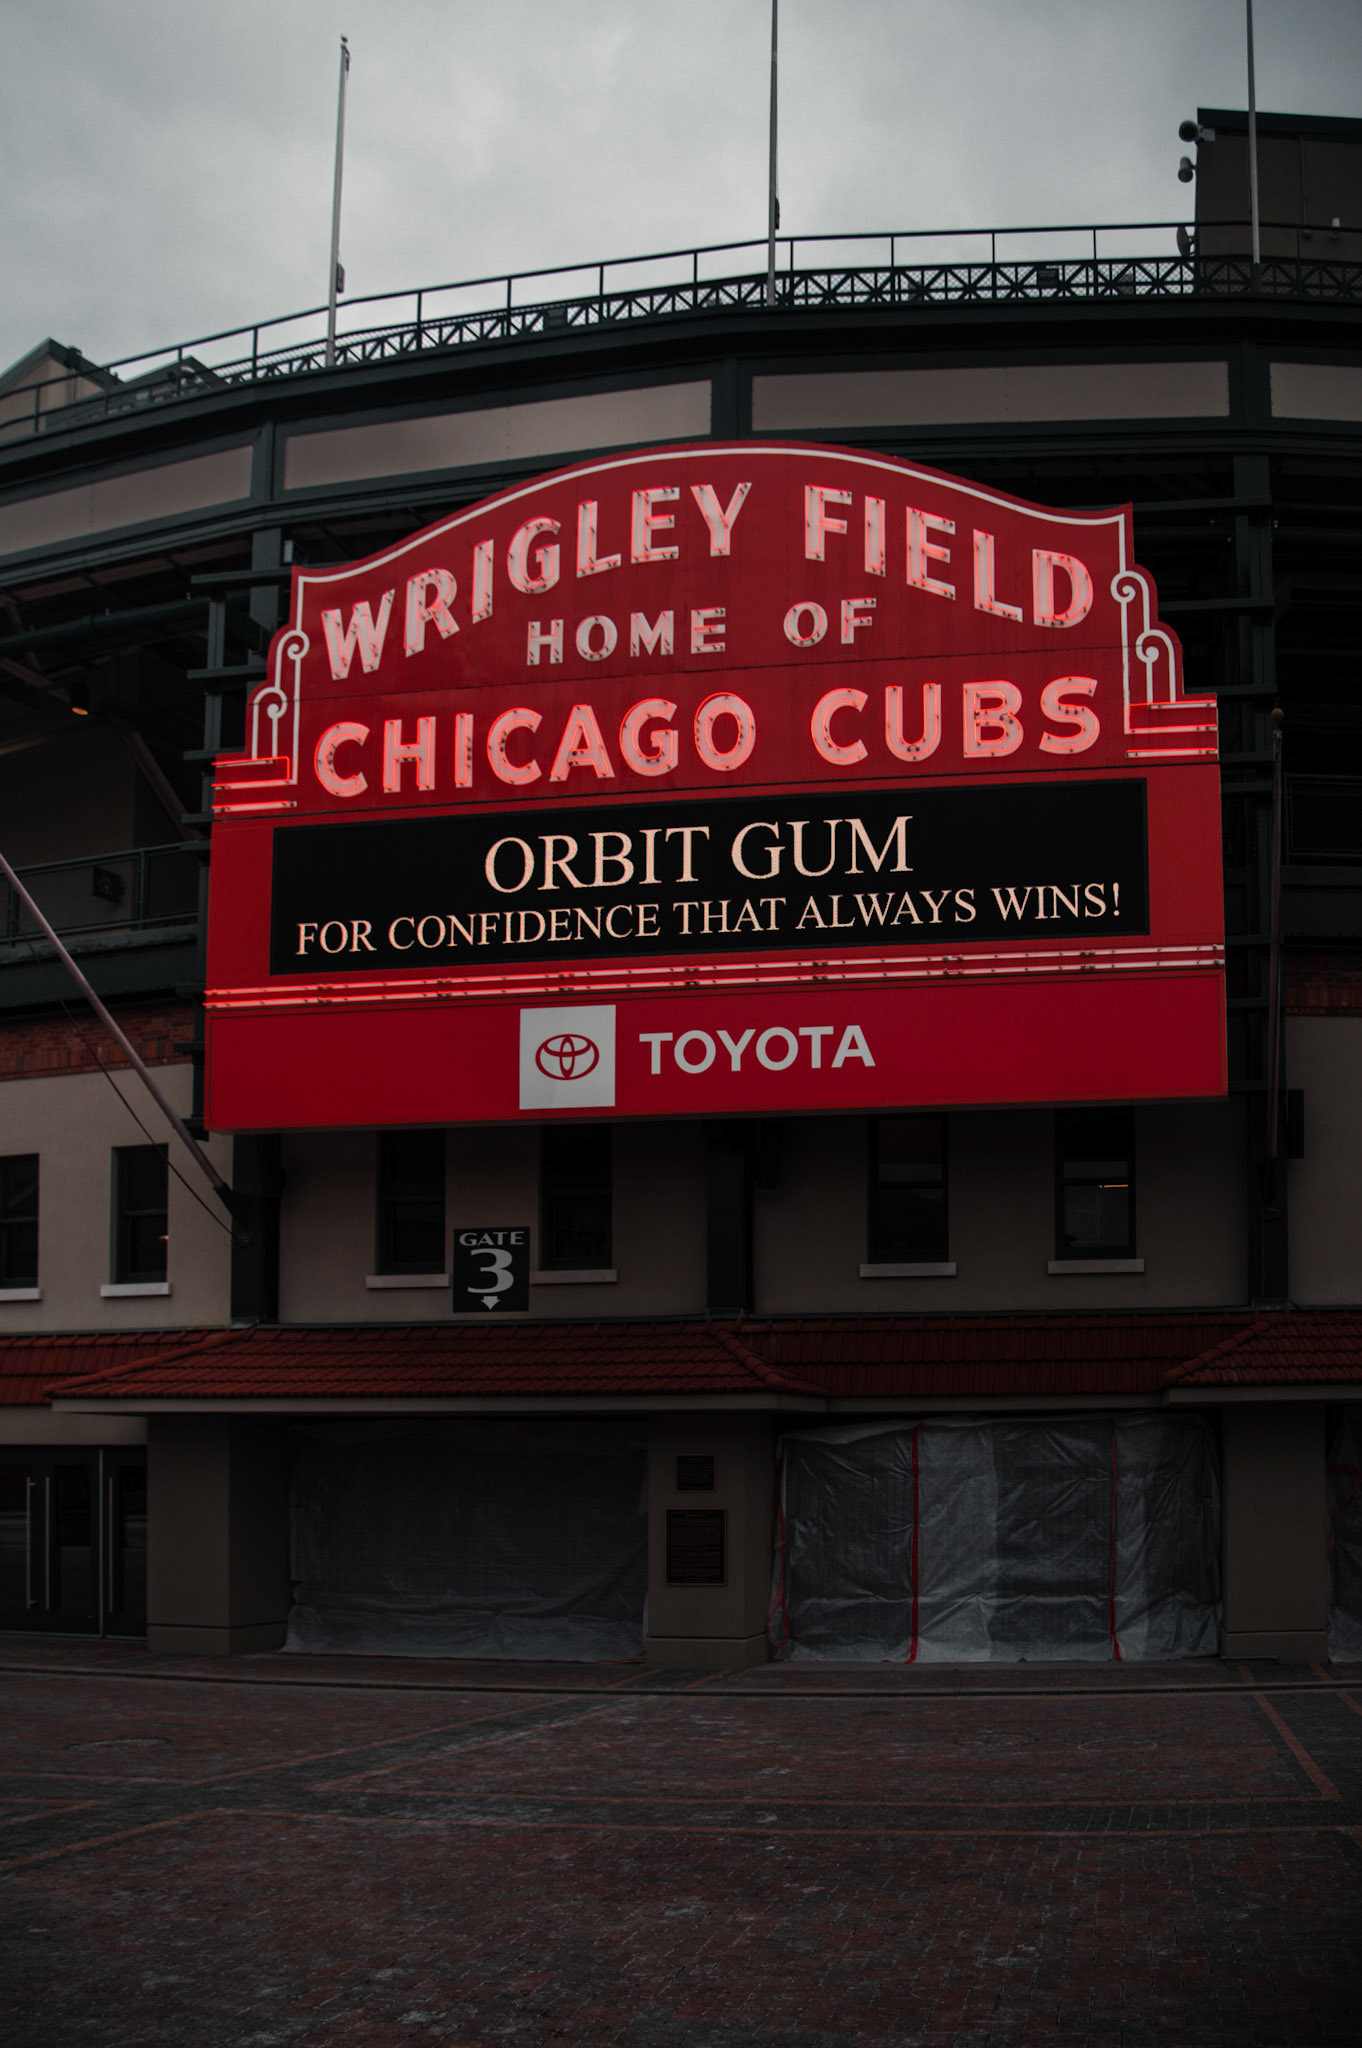 WRIGLEY FIELD
HOME OF
CHICAGO CUBS
ORBIT GUM
FOR CONFIDENCE THAT ALWAYS WINS!
TOYOTA
GATE
3